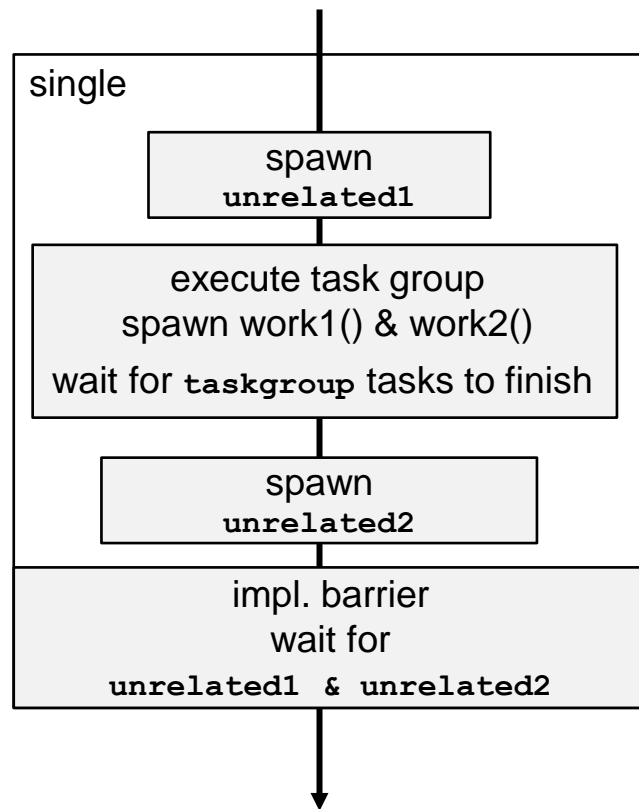 single
spawn
unrelated1
execute task group
spawn work1() & work2()
wait for taskgroup tasks to finish
spawn
unrelated2
impl. barrier
wait for
unrelated1 & unrelated2